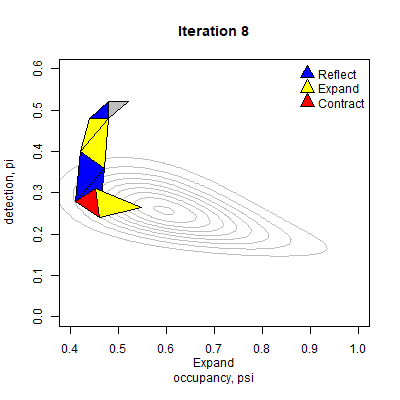 Iteration 8
Reflect
Expand
Contract
detection, pi
0.6
0.5
0.4
0.3
0.2
0.1
0.0
0.4 0.5 0.6 0.7 0.8 0.9 1.0
Expand
occupancy, psi